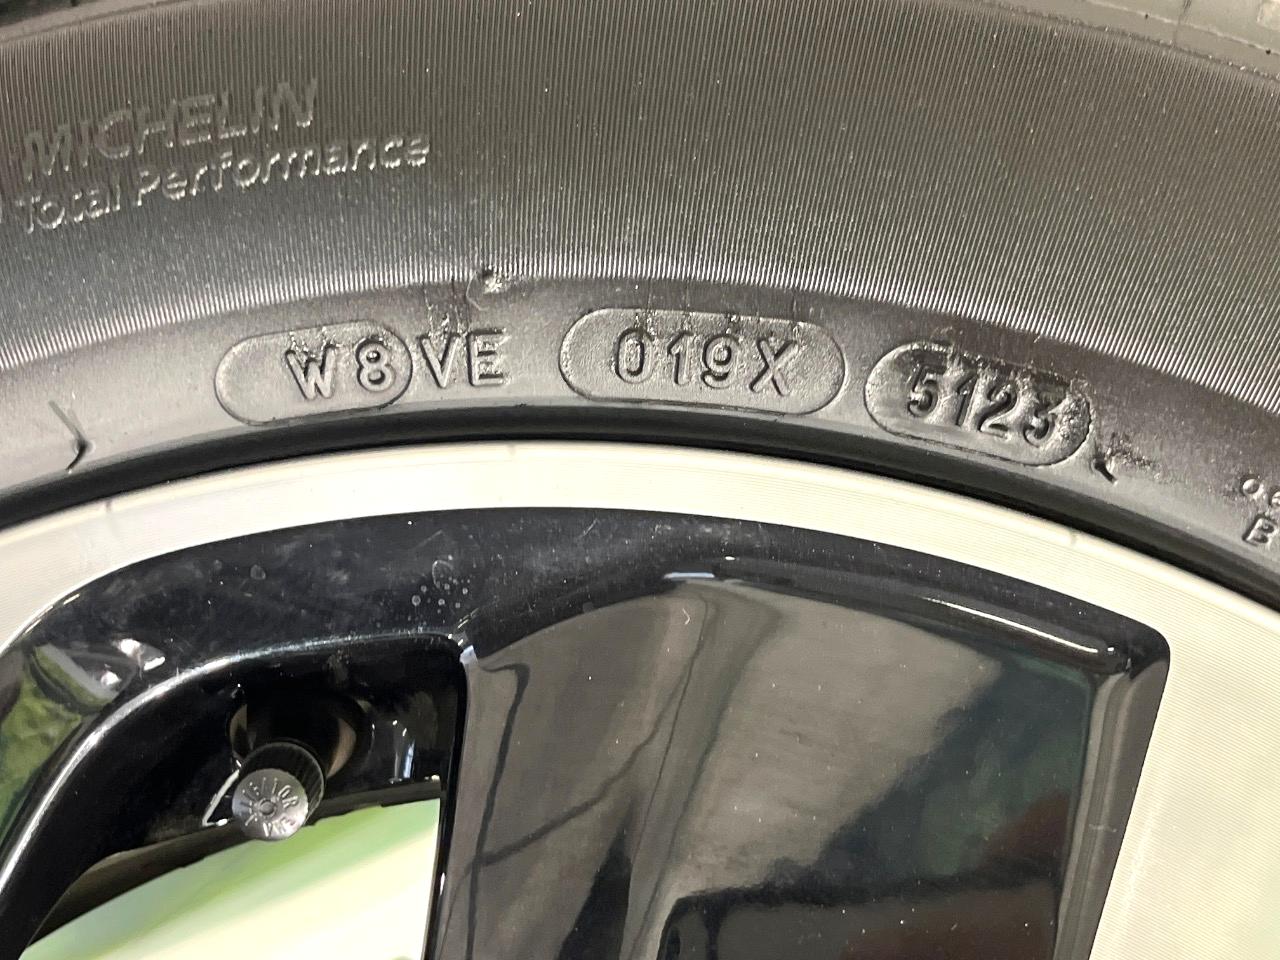 MICHELIN
Total Performance
W8VE 019X 5123
B